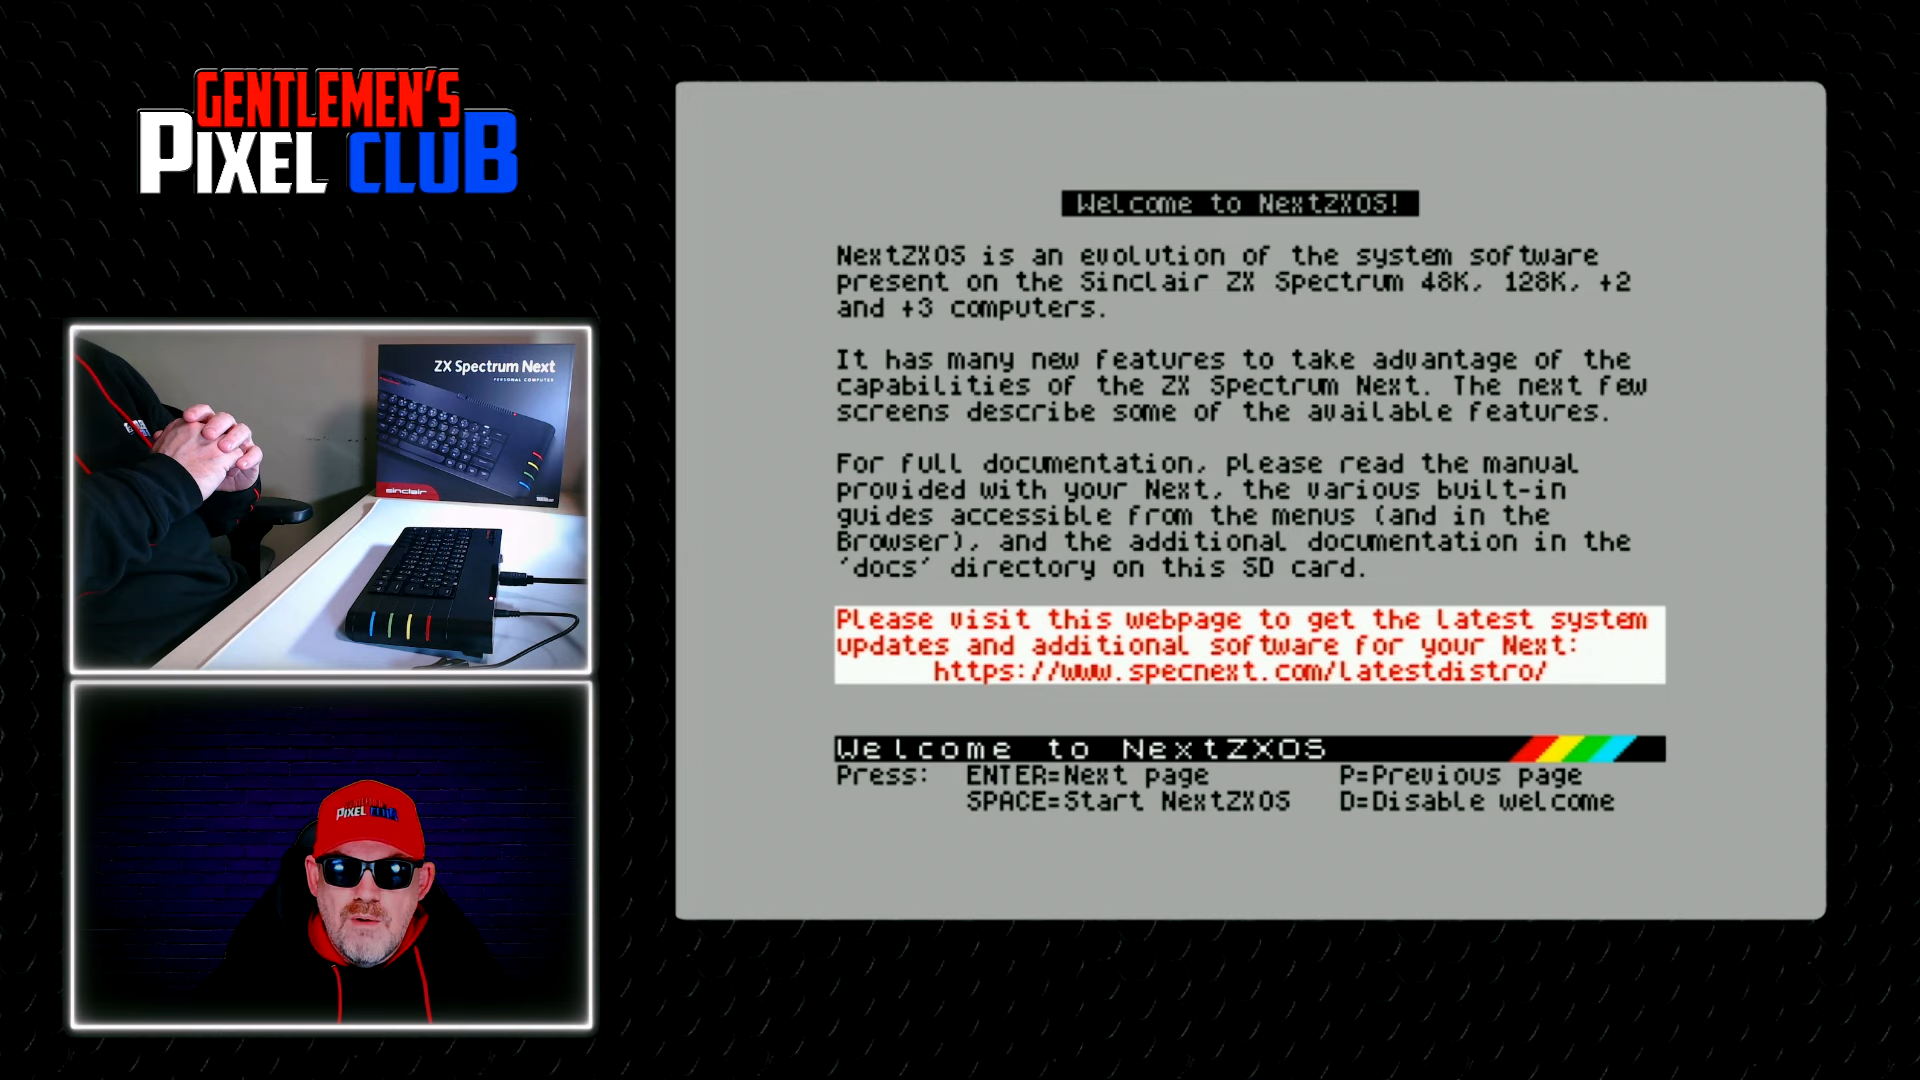 GENTLEMEN'S
PIXEL CLUB
ZX Spectrum Next
PERSONAL COMPUTER
sinclair
PIXEL CLUB
Welcome to NextZXOS!
NextZXOS is an evolution of the system software
present on the Sinclair ZX Spectrum 48K, 128K, +2
and +3 computers.
It has many new features to take advantage of the
capabilities of the ZX Spectrum Next. The next few
screens describe some of the available features.
For full documentation, please read the manual
provided with your Next, the various built-in
guides accessible from the menus (and in the
Browser), and the additional documentation in the
'docs' directory on this SD card.
Please visit this webpage to get the latest system
updates and additional software for your Next:
https://www.specnext.com/latestdistro/
Welcome to NextZXOS
Press: ENTER=Next page P=Previous page
SPACE=Start NextZXOS D=Disable welcome